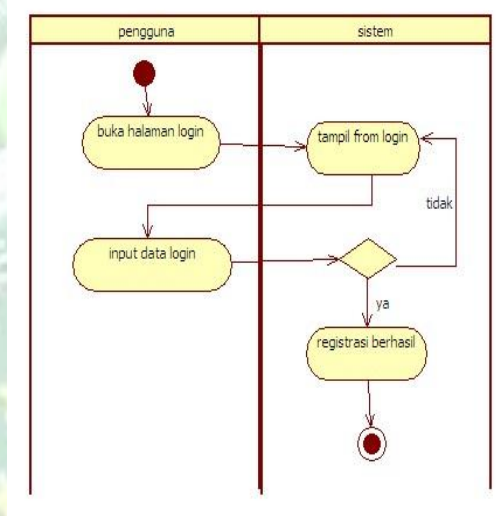 pengguna
sistem
buka halaman login
tampil from login
tidak
input data login
ya
registrasi berhasil